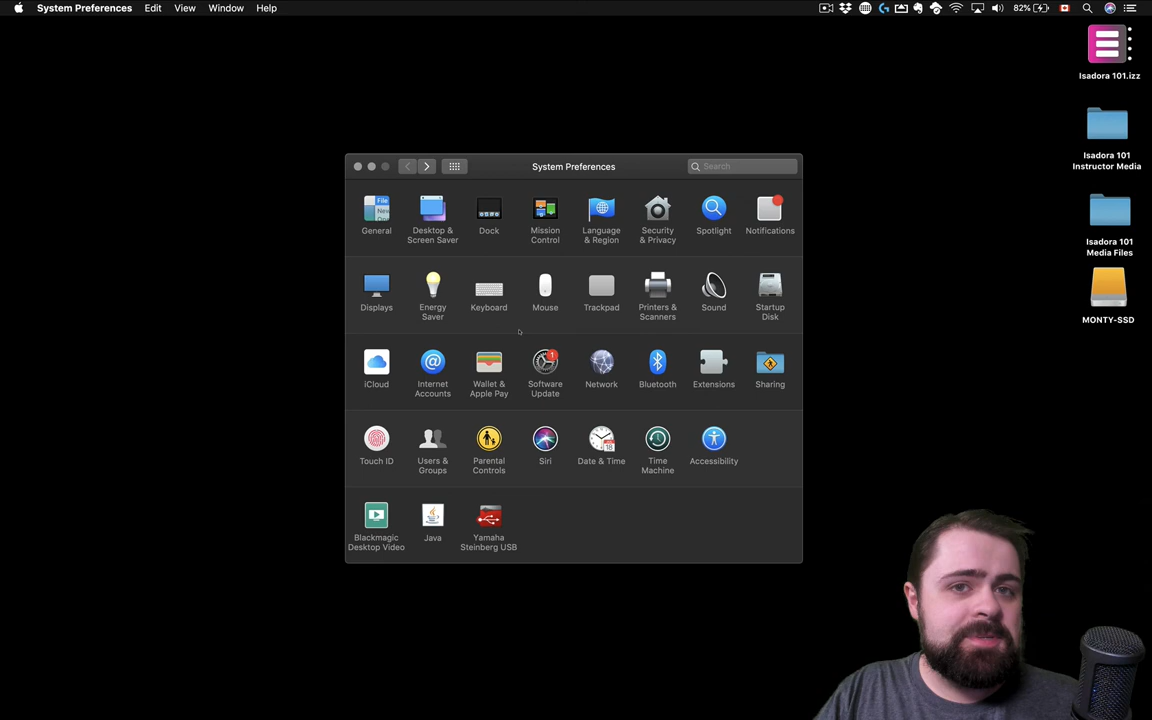 System Preferences Edit View Window Help
82%
Isadora 101.izz
Isadora 101
Instructor Media
Isadora 101
Media Files
MONTY-SSD
System Preferences
Search
File
New
General
Desktop &
Screen Saver
Dock
Mission
Control
Language
& Region
Security
& Privacy
Spotlight
Notifications
Displays
Energy
Saver
Keyboard
Mouse
Trackpad
Printers &
Scanners
Sound
Startup
Disk
iCloud
@
Internet
Accounts
Wallet &
Apple Pay
1
Software
Update
Network
Bluetooth
Extensions
Sharing
Touch ID
Users &
Groups
Parental
Controls
Siri
18
Date & Time
Time
Machine
Accessibility
Blackmagic
Desktop Video
Java
Yamaha
Steinberg USB